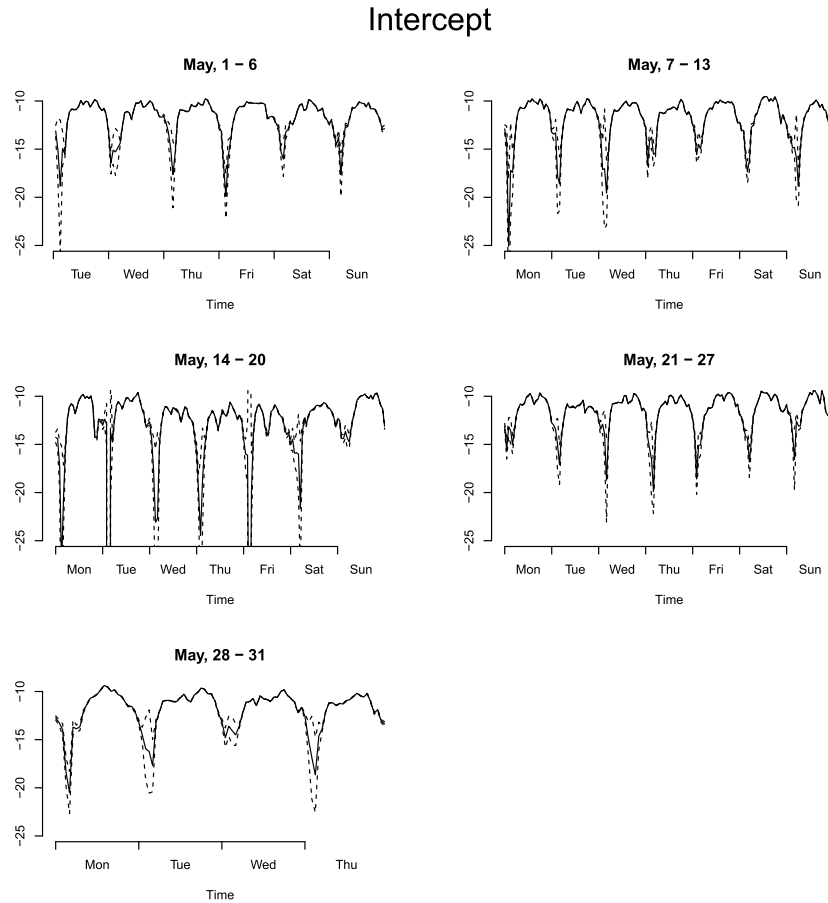 Intercept
May, 1 − 6
−10
−15
−20
−25
Tue Wed Thu Fri Sat Sun
Time
May, 7 − 13
−10
−15
−20
−25
Mon Tue Wed Thu Fri Sat Sun
Time
May, 14 − 20
−10
−15
−20
−25
Mon Tue Wed Thu Fri Sat Sun
Time
May, 21 − 27
−10
−15
−20
−25
Mon Tue Wed Thu Fri Sat Sun
Time
May, 28 − 31
−10
−15
−20
−25
Mon Tue Wed Thu
Time